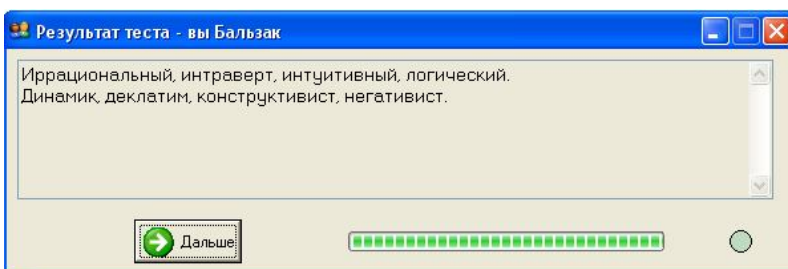 Результат теста - вы Бальзак
Иррациональный, интраверт, интуитивный, логический.
Динамик, деклатим, конструктивист, негативист.
Дальше